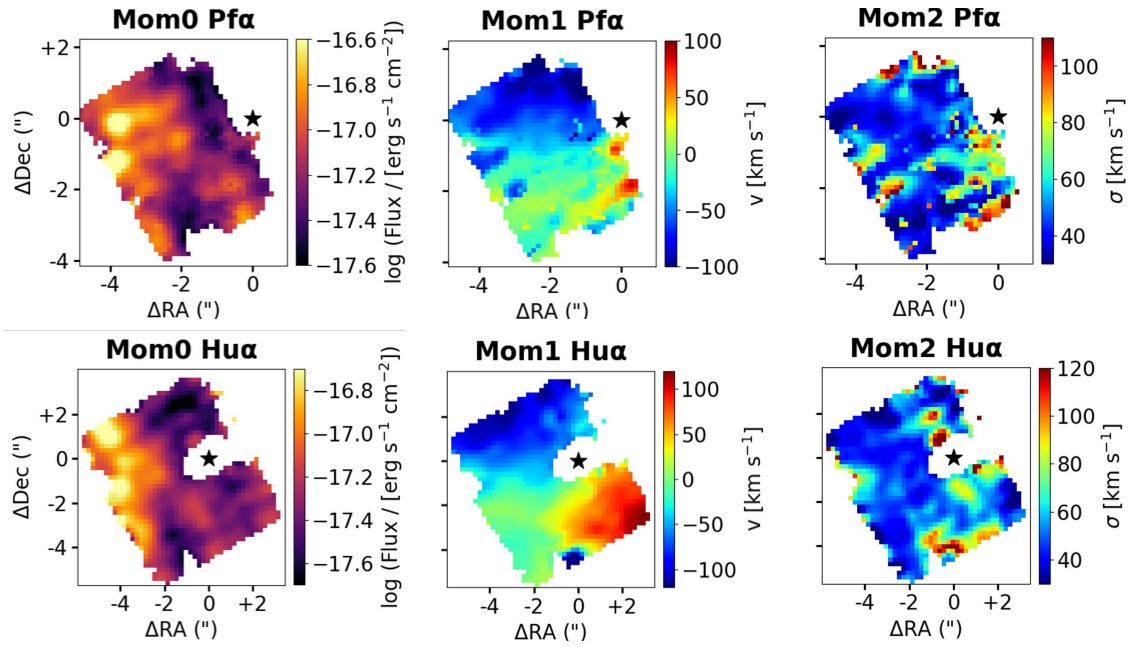 Mom0 Pfα
Mom1 Pfα
Mom2 Pfα
+2
0
-2
-4
-4
-2
0
ΔDec (")
ΔRA (")
−16.6
−16.8
−17.0
−17.2
−17.4
−17.6
log (Flux / [erg s⁻¹ cm⁻²])
-4
-2
0
ΔRA (")
100
50
0
−50
−100
v [km s⁻¹]
-4
-2
0
ΔRA (")
100
80
60
40
σ [km s⁻¹]
Mom0 Huα
Mom1 Huα
Mom2 Huα
+2
0
-2
-4
-4
-2
0
+2
ΔDec (")
ΔRA (")
−16.8
−17.0
−17.2
−17.4
−17.6
log (Flux / [erg s⁻¹ cm⁻²])
-4
-2
0
+2
ΔRA (")
100
50
0
−50
−100
v [km s⁻¹]
-4
-2
0
+2
ΔRA (")
120
100
80
60
40
σ [km s⁻¹]